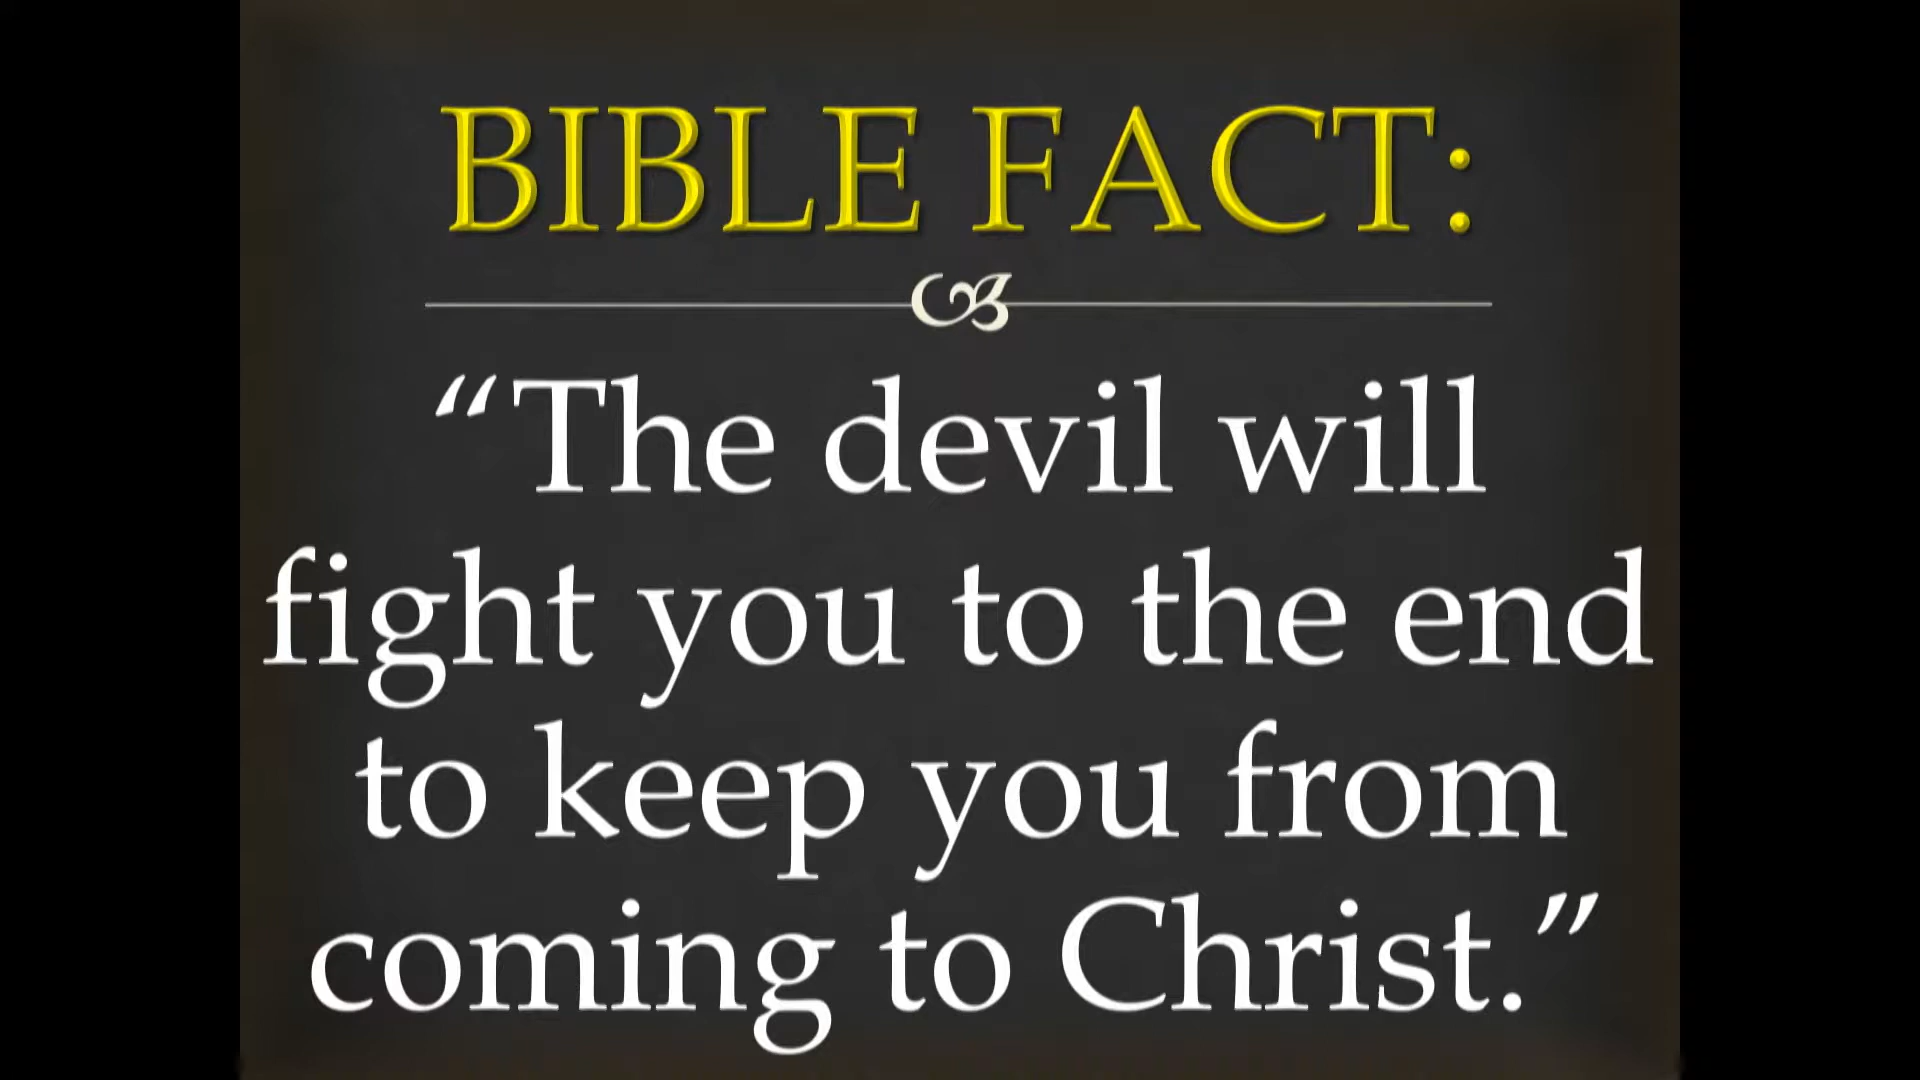 BIBLE FACT:
“The devil will
fight you to the end
to keep you from
coming to Christ.”